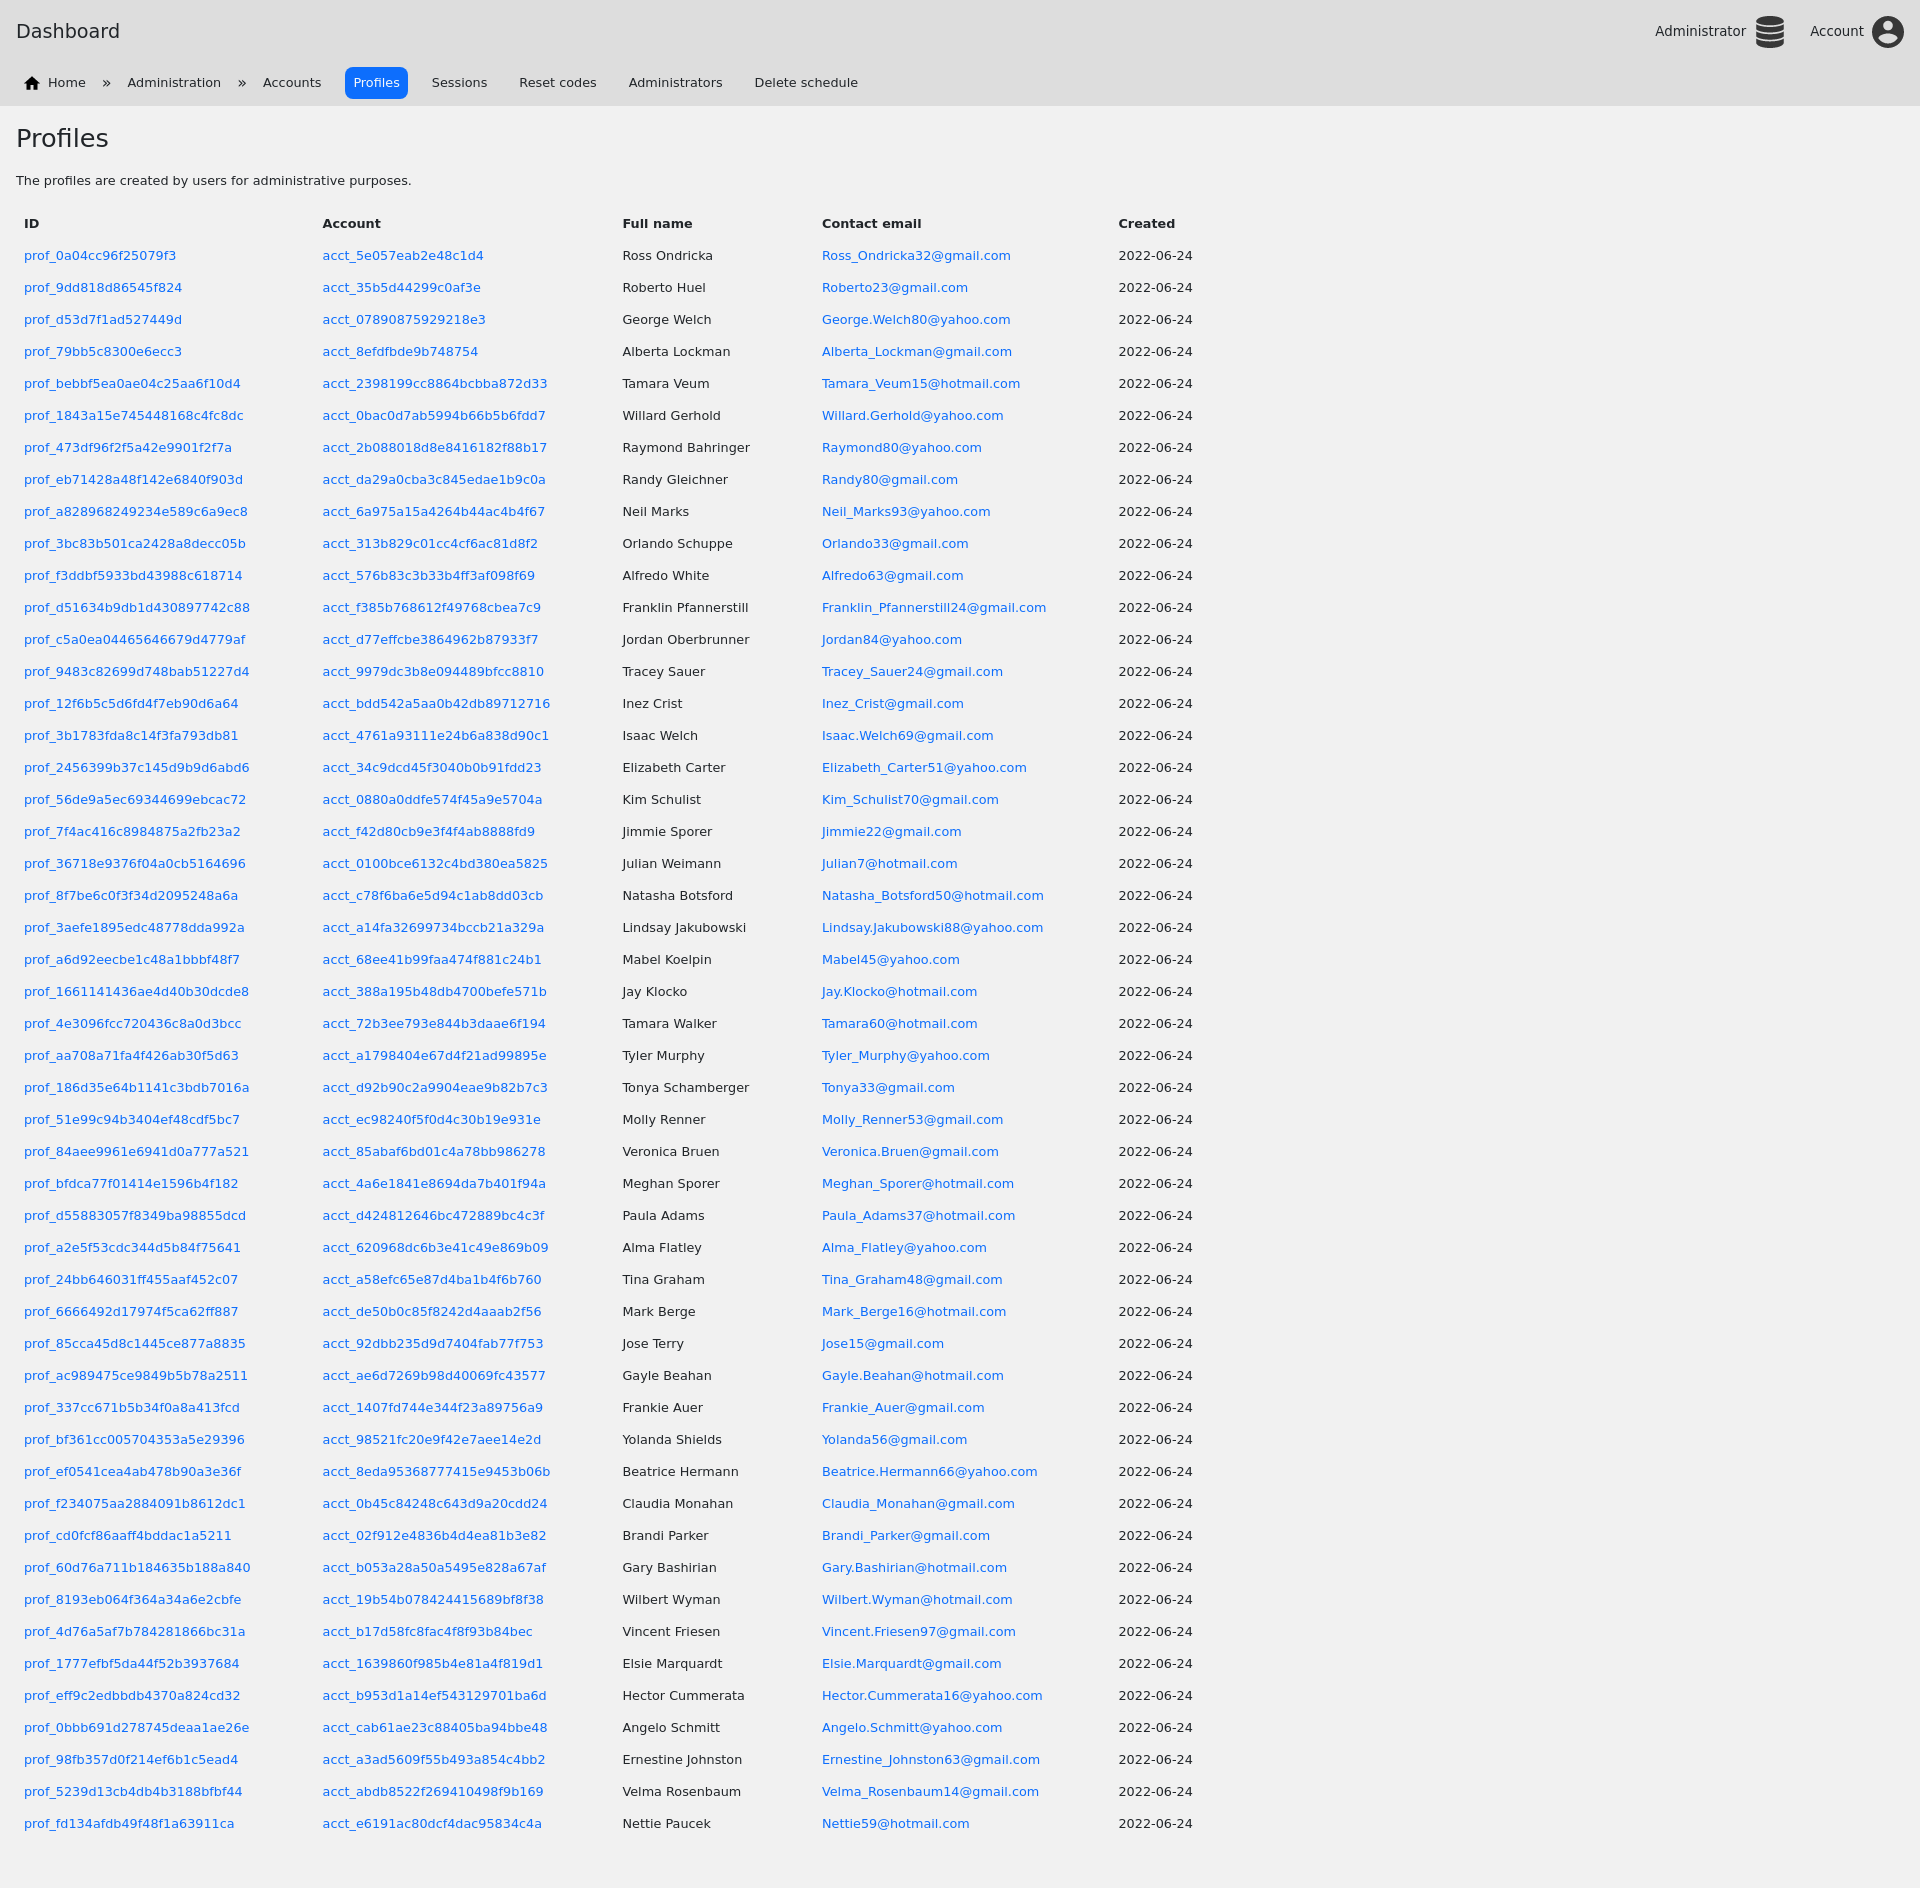 Dashboard
Administrator Account
Home » Administration » Accounts Profiles Sessions Reset codes Administrators Delete schedule
Profiles
The profiles are created by users for administrative purposes.
ID Account Full name Contact email Created
prof_0a04cc96f25079f3 acct_5e057eab2e48c1d4 Ross Ondricka Ross_Ondricka32@gmail.com 2022-06-24
prof_9dd818d86545f824 acct_35b5d44299c0af3e Roberto Huel Roberto23@gmail.com 2022-06-24
prof_d53d7f1ad527449d acct_07890875929218e3 George Welch George.Welch80@yahoo.com 2022-06-24
prof_79bb5c8300e6ecc3 acct_8efdfbde9b748754 Alberta Lockman Alberta_Lockman@gmail.com 2022-06-24
prof_bebbf5ea0ae04c25aa6f10d4 acct_2398199cc8864bcbba872d33 Tamara Veum Tamara_Veum15@hotmail.com 2022-06-24
prof_1843a15e745448168c4fc8dc acct_0bac0d7ab5994b66b5b6fdd7 Willard Gerhold Willard.Gerhold@yahoo.com 2022-06-24
prof_473df96f2f5a42e9901f2f7a acct_2b088018d8e8416182f88b17 Raymond Bahringer Raymond80@yahoo.com 2022-06-24
prof_eb71428a48f142e6840f903d acct_da29a0cba3c845edae1b9c0a Randy Gleichner Randy80@gmail.com 2022-06-24
prof_a828968249234e589c6a9ec8 acct_6a975a15a4264b44ac4b4f67 Neil Marks Neil_Marks93@yahoo.com 2022-06-24
prof_3bc83b501ca2428a8decc05b acct_313b829c01cc4cf6ac81d8f2 Orlando Schuppe Orlando33@gmail.com 2022-06-24
prof_f3ddbf5933bd43988c618714 acct_576b83c3b33b4ff3af098f69 Alfredo White Alfredo63@gmail.com 2022-06-24
prof_d51634b9db1d430897742c88 acct_f385b768612f49768cbea7c9 Franklin Pfannerstill Franklin_Pfannerstill24@gmail.com 2022-06-24
prof_c5a0ea04465646679d4779af acct_d77effcbe3864962b87933f7 Jordan Oberbrunner Jordan84@yahoo.com 2022-06-24
prof_9483c82699d748bab51227d4 acct_9979dc3b8e094489bfcc8810 Tracey Sauer Tracey_Sauer24@gmail.com 2022-06-24
prof_12f6b5c5d6fd4f7eb90d6a64 acct_bdd542a5aa0b42db89712716 Inez Crist Inez_Crist@gmail.com 2022-06-24
prof_3b1783fda8c14f3fa793db81 acct_4761a93111e24b6a838d90c1 Isaac Welch Isaac.Welch69@gmail.com 2022-06-24
prof_2456399b37c145d9b9d6abd6 acct_34c9dcd45f3040b0b91fdd23 Elizabeth Carter Elizabeth_Carter51@yahoo.com 2022-06-24
prof_56de9a5ec69344699ebcac72 acct_0880a0ddfe574f45a9e5704a Kim Schulist Kim_Schulist70@gmail.com 2022-06-24
prof_7f4ac416c8984875a2fb23a2 acct_f42d80cb9e3f4f4ab8888fd9 Jimmie Sporer Jimmie22@gmail.com 2022-06-24
prof_36718e9376f04a0cb5164696 acct_0100bce6132c4bd380ea5825 Julian Weimann Julian7@hotmail.com 2022-06-24
prof_8f7be6c0f3f34d2095248a6a acct_c78f6ba6e5d94c1ab8dd03cb Natasha Botsford Natasha_Botsford50@hotmail.com 2022-06-24
prof_3aefe1895edc48778dda992a acct_a14fa32699734bccb21a329a Lindsay Jakubowski Lindsay.Jakubowski88@yahoo.com 2022-06-24
prof_a6d92eecbe1c48a1bbbf48f7 acct_68ee41b99faa474f881c24b1 Mabel Koelpin Mabel45@yahoo.com 2022-06-24
prof_1661141436ae4d40b30dcde8 acct_388a195b48db4700befe571b Jay Klocko Jay.Klocko@hotmail.com 2022-06-24
prof_4e3096fcc720436c8a0d3bcc acct_72b3ee793e844b3daae6f194 Tamara Walker Tamara60@hotmail.com 2022-06-24
prof_aa708a71fa4f426ab30f5d63 acct_a1798404e67d4f21ad99895e Tyler Murphy Tyler_Murphy@yahoo.com 2022-06-24
prof_186d35e64b1141c3bdb7016a acct_d92b90c2a9904eae9b82b7c3 Tonya Schamberger Tonya33@gmail.com 2022-06-24
prof_51e99c94b3404ef48cdf5bc7 acct_ec98240f5f0d4c30b19e931e Molly Renner Molly_Renner53@gmail.com 2022-06-24
prof_84aee9961e6941d0a777a521 acct_85abaf6bd01c4a78bb986278 Veronica Bruen Veronica.Bruen@gmail.com 2022-06-24
prof_bfdca77f01414e1596b4f182 acct_4a6e1841e8694da7b401f94a Meghan Sporer Meghan_Sporer@hotmail.com 2022-06-24
prof_d55883057f8349ba98855dcd acct_d424812646bc472889bc4c3f Paula Adams Paula_Adams37@hotmail.com 2022-06-24
prof_a2e5f53cdc344d5b84f75641 acct_620968dc6b3e41c49e869b09 Alma Flatley Alma_Flatley@yahoo.com 2022-06-24
prof_24bb646031ff455aaf452c07 acct_a58efc65e87d4ba1b4f6b760 Tina Graham Tina_Graham48@gmail.com 2022-06-24
prof_6666492d17974f5ca62ff887 acct_de50b0c85f8242d4aaab2f56 Mark Berge Mark_Berge16@hotmail.com 2022-06-24
prof_85cca45d8c1445ce877a8835 acct_92dbb235d9d7404fab77f753 Jose Terry Jose15@gmail.com 2022-06-24
prof_ac989475ce9849b5b78a2511 acct_ae6d7269b98d40069fc43577 Gayle Beahan Gayle.Beahan@hotmail.com 2022-06-24
prof_337cc671b5b34f0a8a413fcd acct_1407fd744e344f23a89756a9 Frankie Auer Frankie_Auer@gmail.com 2022-06-24
prof_bf361cc005704353a5e29396 acct_98521fc20e9f42e7aee14e2d Yolanda Shields Yolanda56@gmail.com 2022-06-24
prof_ef0541cea4ab478b90a3e36f acct_8eda95368777415e9453b06b Beatrice Hermann Beatrice.Hermann66@yahoo.com 2022-06-24
prof_f234075aa2884091b8612dc1 acct_0b45c84248c643d9a20cdd24 Claudia Monahan Claudia_Monahan@gmail.com 2022-06-24
prof_cd0fcf86aaff4bddac1a5211 acct_02f912e4836b4d4ea81b3e82 Brandi Parker Brandi_Parker@gmail.com 2022-06-24
prof_60d76a711b184635b188a840 acct_b053a28a50a5495e828a67af Gary Bashirian Gary.Bashirian@hotmail.com 2022-06-24
prof_8193eb064f364a34a6e2cbfe acct_19b54b078424415689bf8f38 Wilbert Wyman Wilbert.Wyman@hotmail.com 2022-06-24
prof_4d76a5af7b784281866bc31a acct_b17d58fc8fac4f8f93b84bec Vincent Friesen Vincent.Friesen97@gmail.com 2022-06-24
prof_1777efbf5da44f52b3937684 acct_1639860f985b4e81a4f819d1 Elsie Marquardt Elsie.Marquardt@gmail.com 2022-06-24
prof_eff9c2edbbdb4370a824cd32 acct_b953d1a14ef543129701ba6d Hector Cummerata Hector.Cummerata16@yahoo.com 2022-06-24
prof_0bbb691d278745deaa1ae26e acct_cab61ae23c88405ba94bbe48 Angelo Schmitt Angelo.Schmitt@yahoo.com 2022-06-24
prof_98fb357d0f214ef6b1c5ead4 acct_a3ad5609f55b493a854c4bb2 Ernestine Johnston Ernestine_Johnston63@gmail.com 2022-06-24
prof_5239d13cb4db4b3188bfbf44 acct_abdb8522f269410498f9b169 Velma Rosenbaum Velma_Rosenbaum14@gmail.com 2022-06-24
prof_fd134afdb49f48f1a63911ca acct_e6191ac80dcf4dac95834c4a Nettie Paucek Nettie59@hotmail.com 2022-06-24